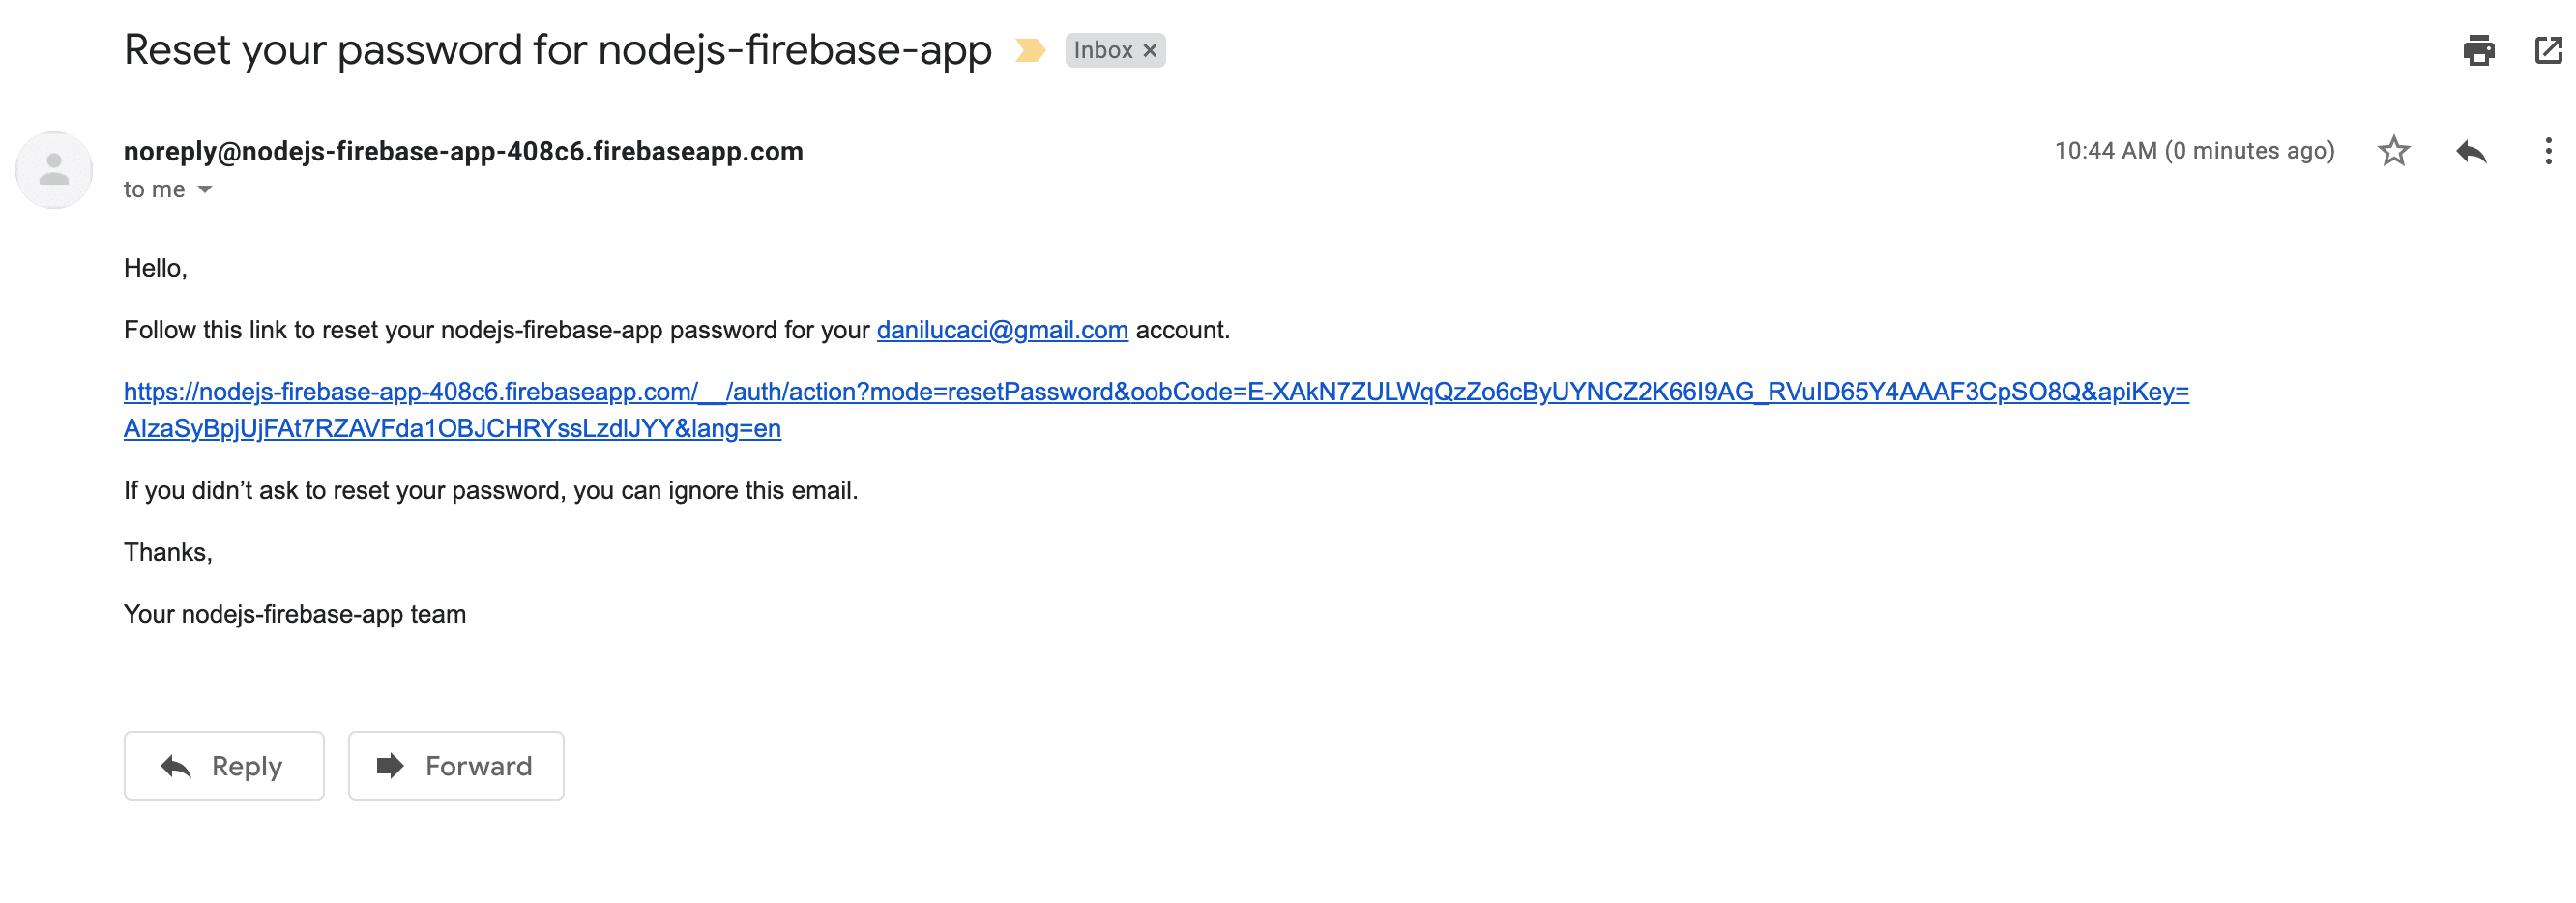 Reset your password for nodejs-firebase-app
Inbox ×
noreply@nodejs-firebase-app-408c6.firebaseapp.com
10:44 AM (0 minutes ago)
to me
Hello,
Follow this link to reset your nodejs-firebase-app password for your danilucaci@gmail.com account.
https://nodejs-firebase-app-408c6.firebaseapp.com/__/auth/action?mode=resetPassword&oobCode=E-XAkN7ZULWqQzZo6cByUYNCZ2K66I9AG_RVuID65Y4AAAF3CpSO8Q&apiKey=
AIzaSyBpjUjFAt7RZAVFda1OBJCHRYssLzdlJYY&lang=en
If you didn’t ask to reset your password, you can ignore this email.
Thanks,
Your nodejs-firebase-app team
Reply
Forward